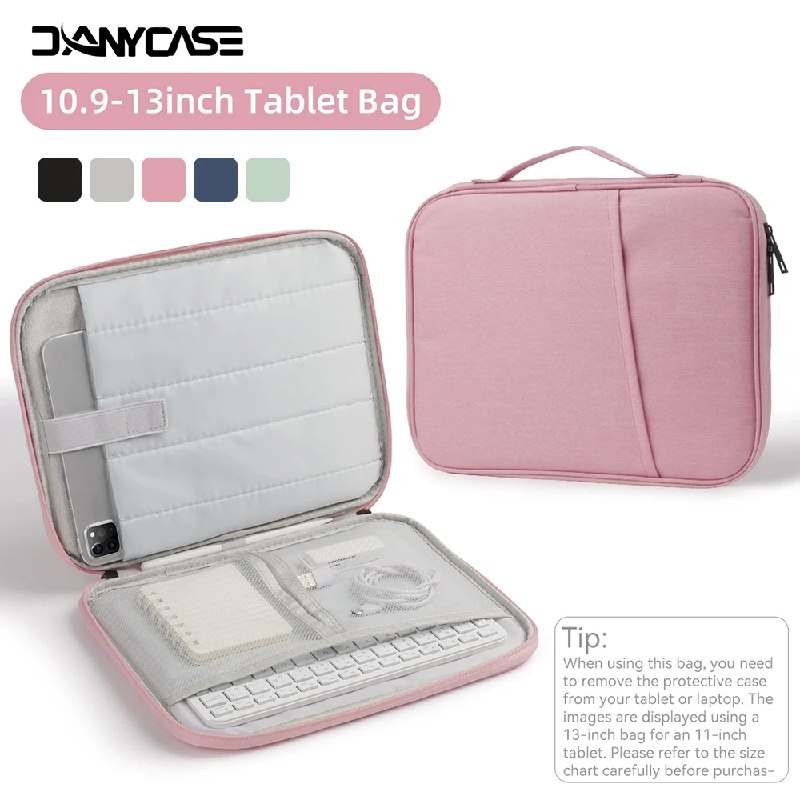 DANYCASE
10.9-13inch Tablet Bag
Tip:
When using this bag, you need
to remove the protective case
from your tablet or laptop. The
images are displayed using a
13-inch bag for an 11-inch
tablet. Please refer to the size
chart carefully before purchas-